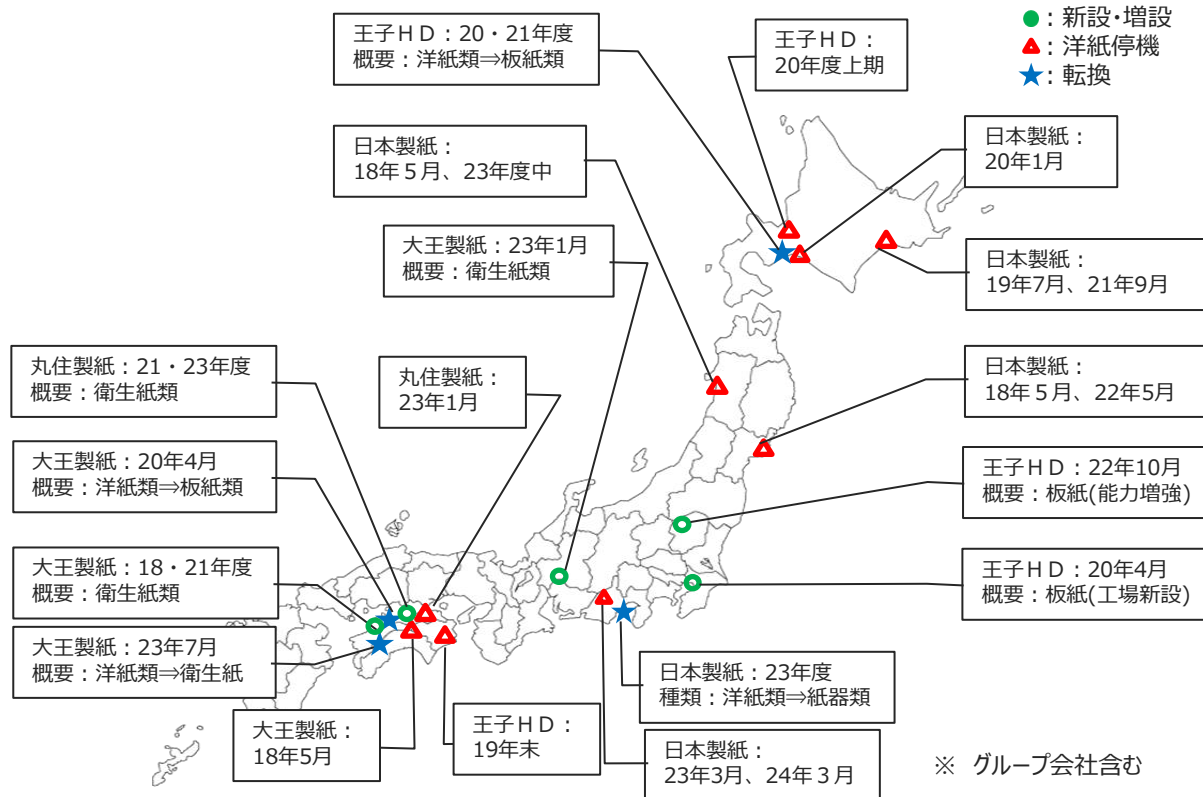 王子ＨＤ：20・21年度
概要：洋紙類⇒板紙類
王子ＨＤ：
20年度上期
：新設・増設
：洋紙停機
：転換
日本製紙：
18年５月、23年度中
日本製紙：
20年1月
大王製紙：23年1月
概要：衛生紙類
日本製紙：
19年7月、21年9月
丸住製紙：21・23年度
概要：衛生紙類
丸住製紙：
23年1月
日本製紙：
18年５月、22年5月
大王製紙：20年4月
概要：洋紙類⇒板紙類
王子ＨＤ：22年10月
概要：板紙(能力増強)
大王製紙：18・21年度
概要：衛生紙類
王子ＨＤ：20年4月
概要：板紙(工場新設)
大王製紙：23年7月
概要：洋紙類⇒衛生紙
日本製紙：23年度
種類：洋紙類⇒紙器類
大王製紙：
18年5月
王子ＨＤ：
19年末
日本製紙：
23年3月、24年３月
※ グループ会社含む